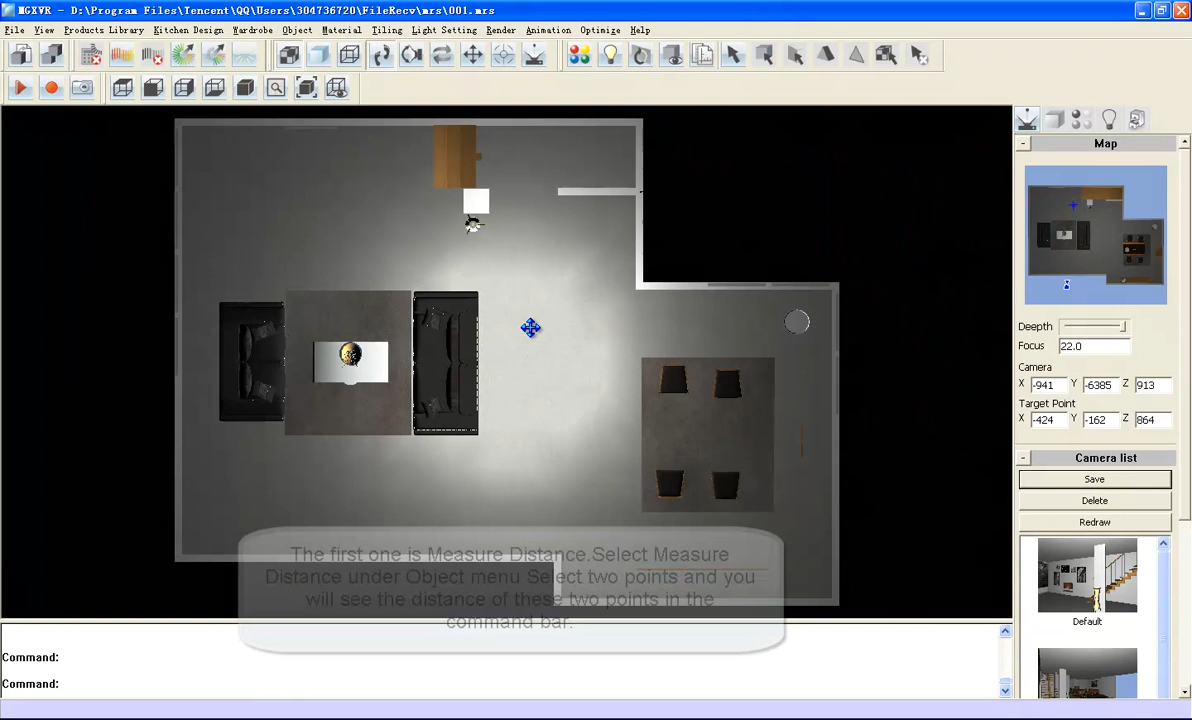 MGXVR - D:\Program Files\Tencent\QQ\Users\304736720\FileRecv\mrs\001.mrs
File View Products Library Kitchen Design Wardrobe Object Material Tiling Light Setting Render Animation Optimize Help
- Map
Deepth
Focus 22.0
Camera
X -941 Y -6385 Z 913
Target Point
X -424 Y -162 Z 864
- Camera list
Save
Delete
Redraw
Default
The first one is Measure Distance.Select Measure
Distance under Object menu Select two points and you
will see the distance of these two points in the
command bar.
Command:
Command: